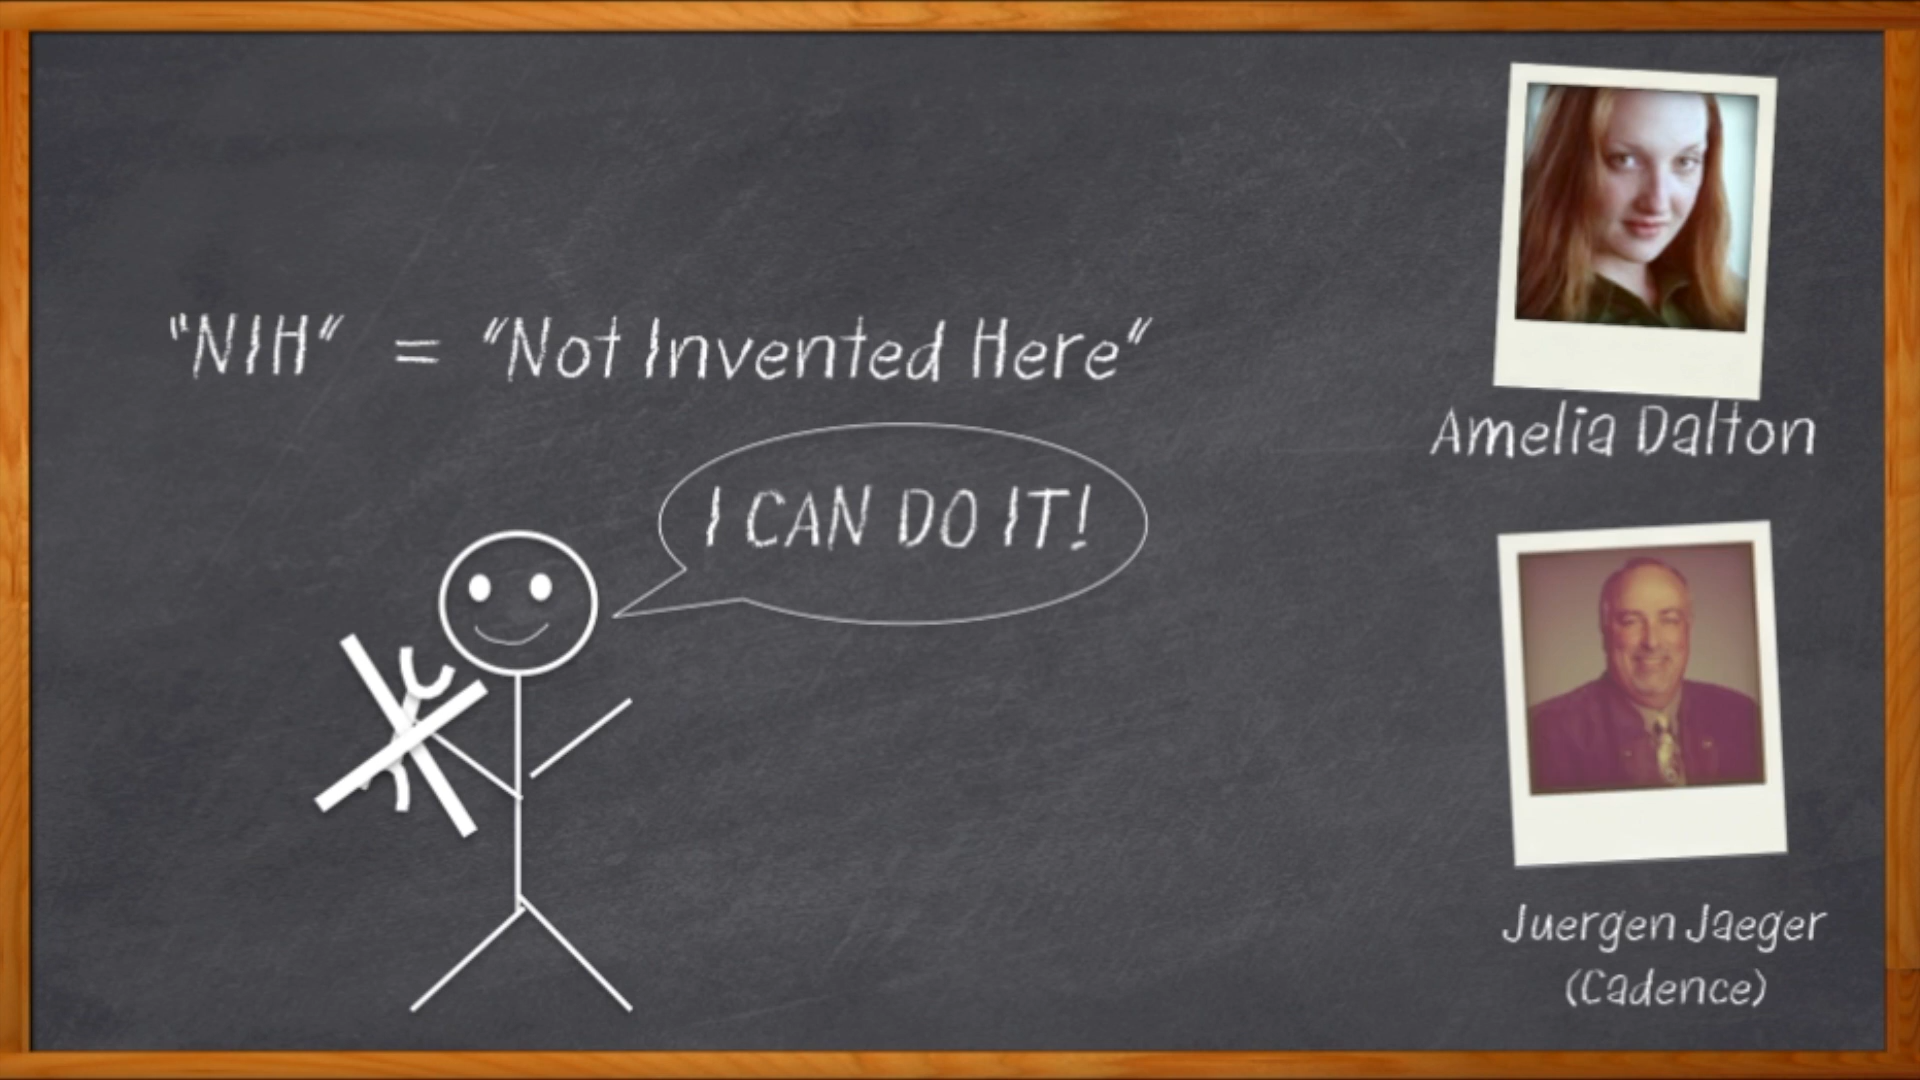 "NIH" = "Not Invented Here"
I CAN DO IT!
Amelia Dalton
Juergen Jaeger
(Cadence)